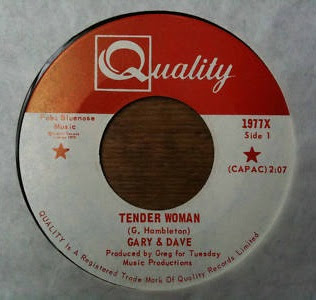 Quality
Pub: Bluenose
Music
1977X
Side 1
(CAPAC) 2:07
TENDER WOMAN
(G. Hambleton)
GARY & DAVE
Produced by Greg for Tuesday
Music Productions
QUALITY Is A Registered Trade Mark Of Quality Records Limited